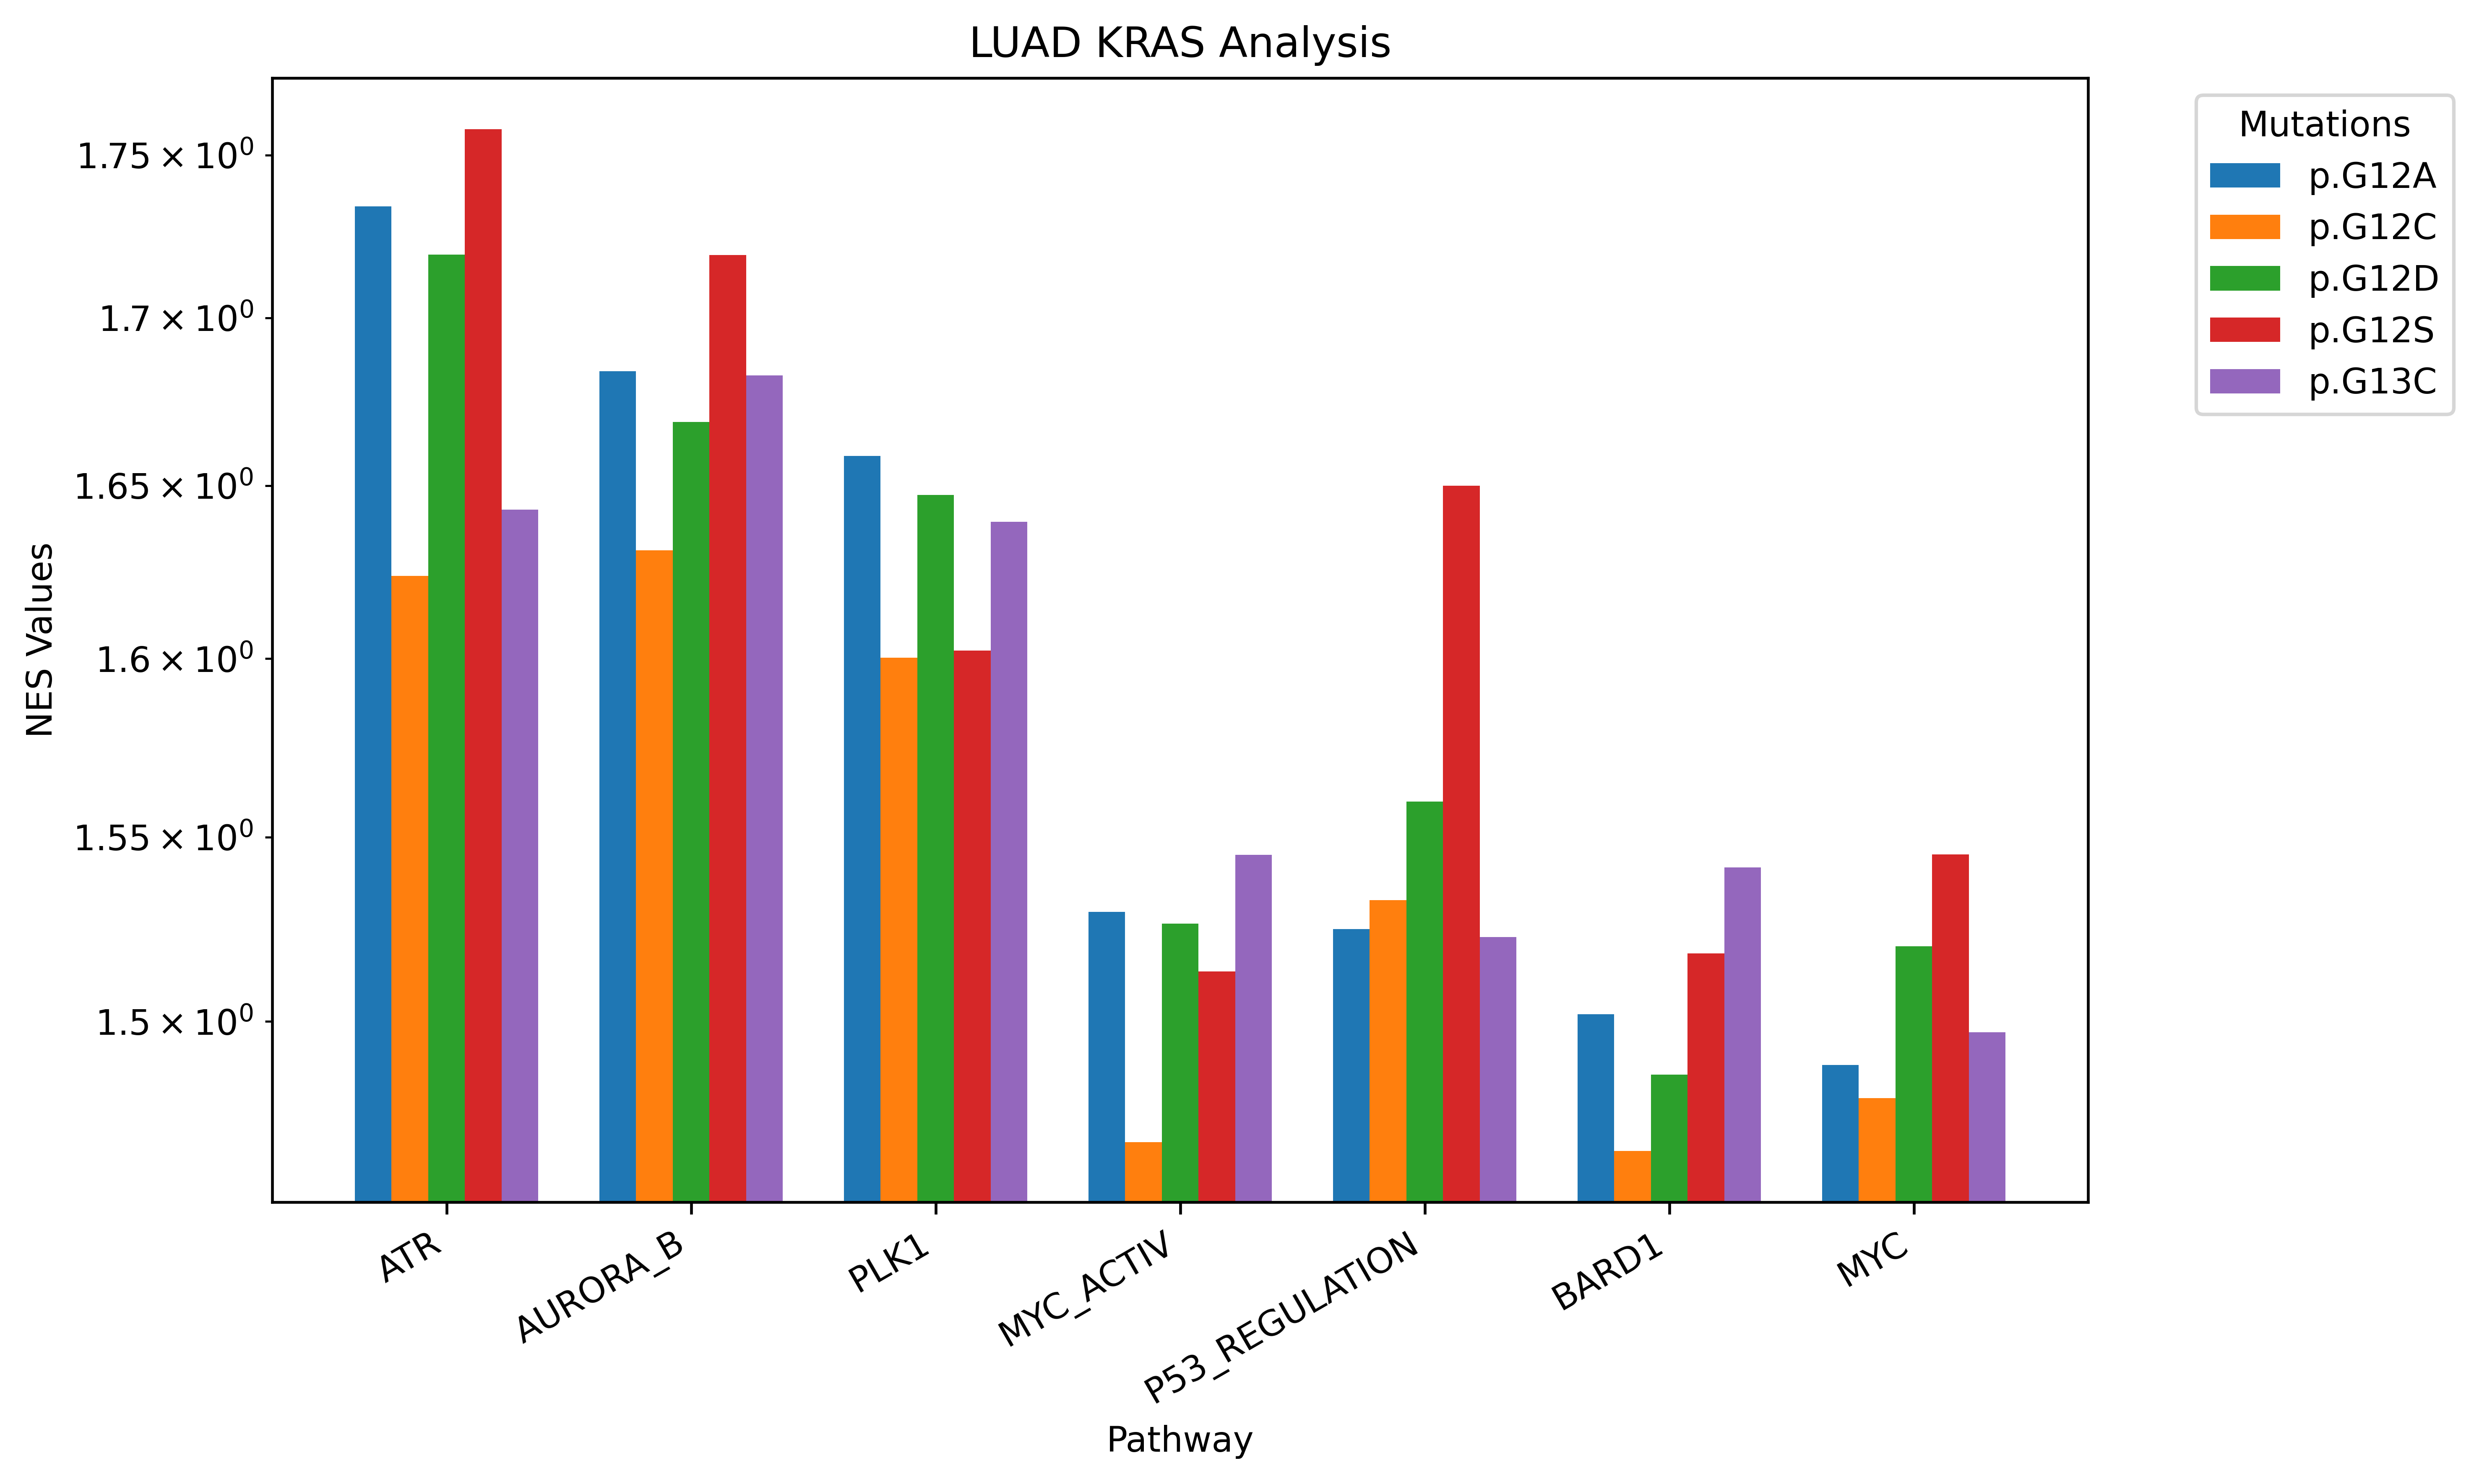 LUAD KRAS Analysis
NES Values
1.75 × 10⁰
1.7 × 10⁰
1.65 × 10⁰
1.6 × 10⁰
1.55 × 10⁰
1.5 × 10⁰
ATR
AURORA_B
PLK1
MYC_ACTIV
P53_REGULATION
BARD1
MYC
Pathway
Mutations
p.G12A
p.G12C
p.G12D
p.G12S
p.G13C